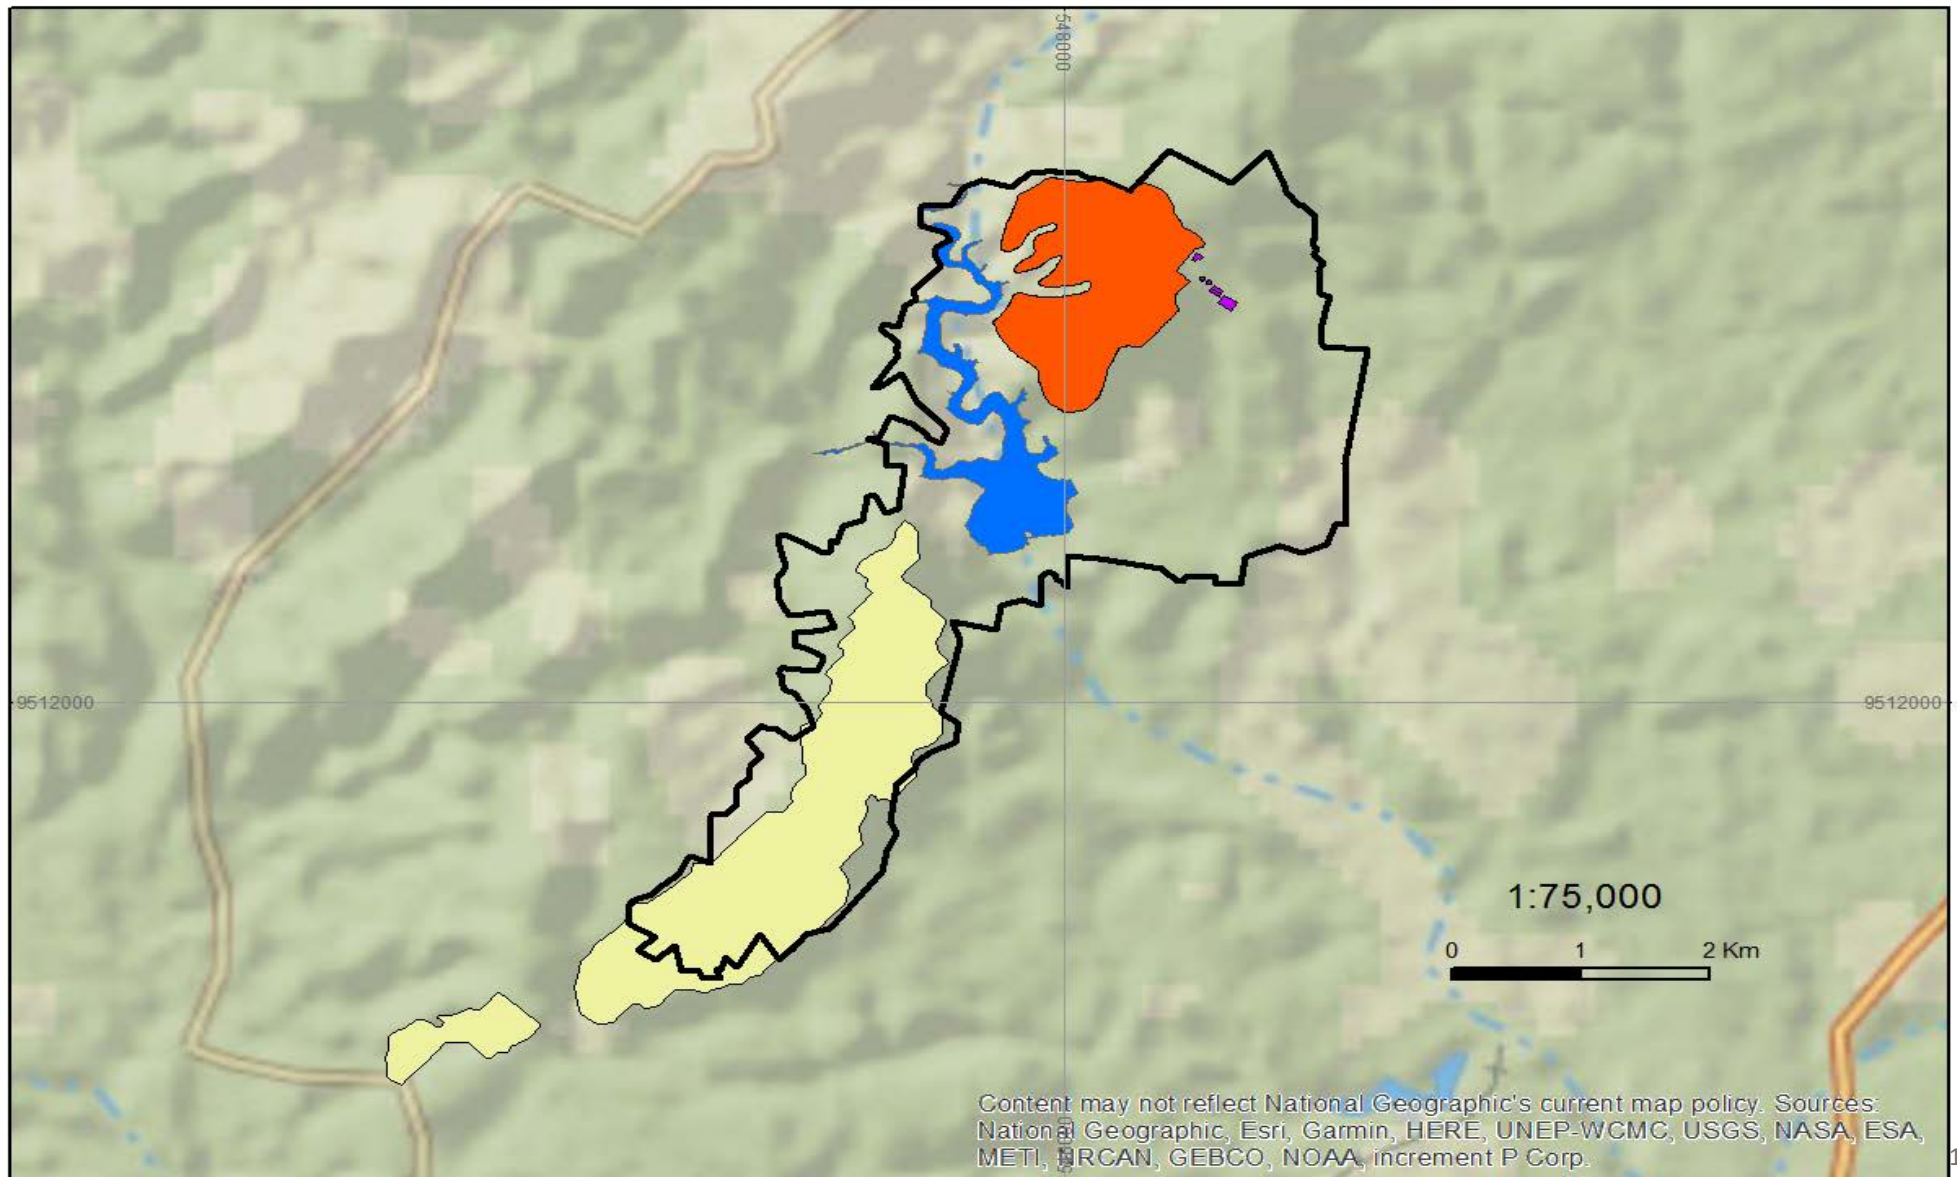 548000
9512000
9512000
1:75,000
0 1 2 Km
Content may not reflect National Geographic's current map policy. Sources:
National Geographic, Esri, Garmin, HERE, UNEP-WCMC, USGS, NASA, ESA,
METI, NRCAN, GEBCO, NOAA, increment P Corp.
1